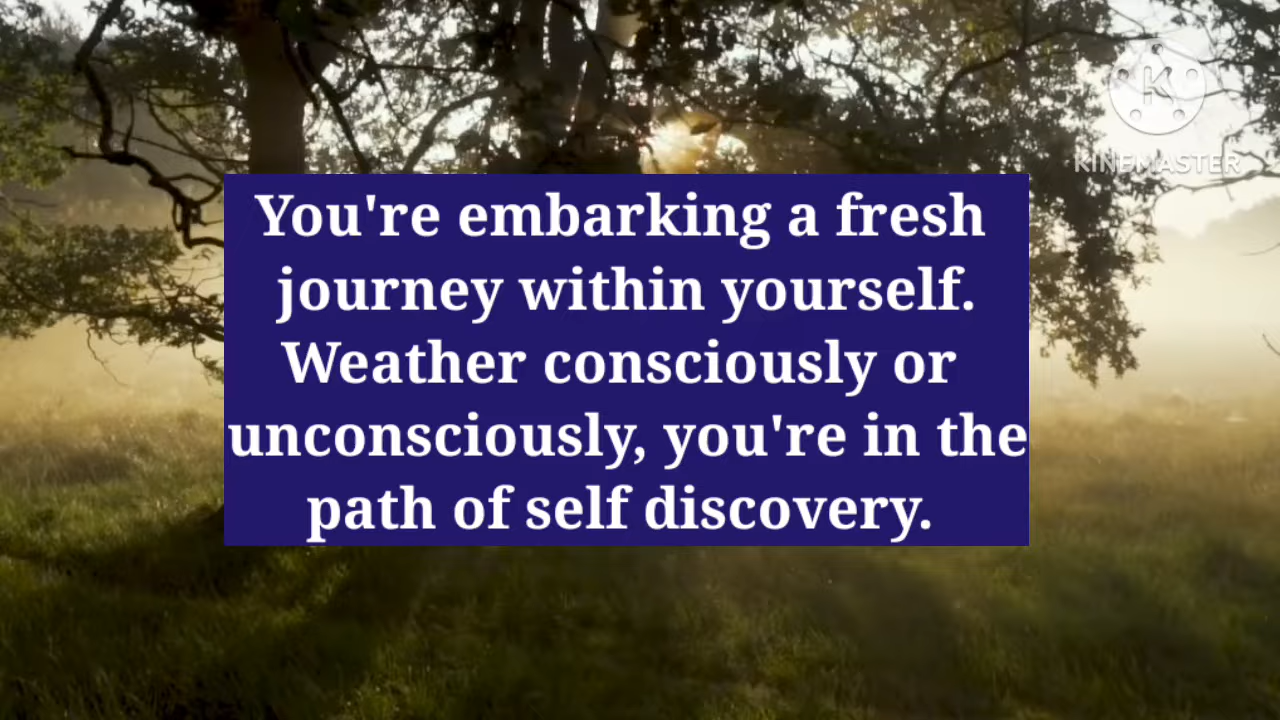 K
KINEMASTER
You're embarking a fresh
journey within yourself.
Weather consciously or
unconsciously, you're in the
path of self discovery.